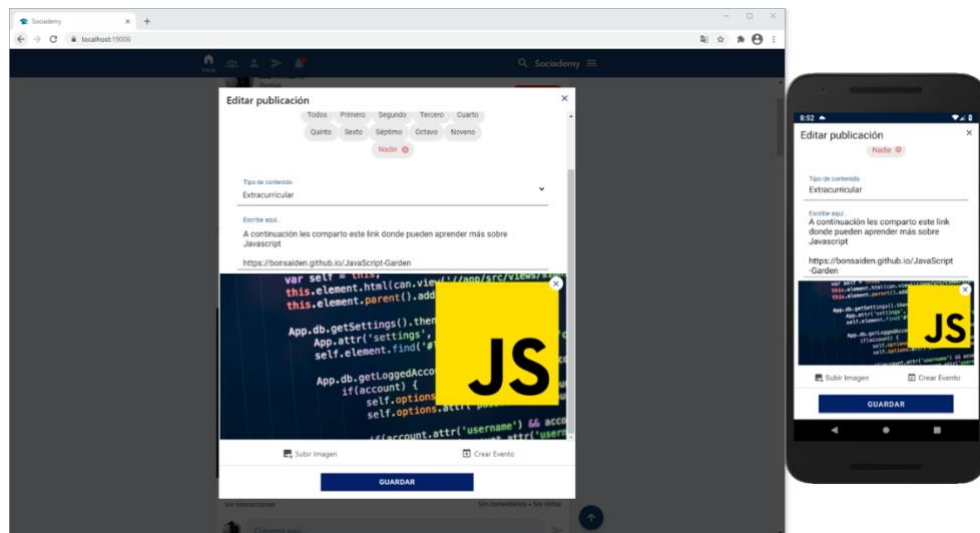 Sociademy
localhost:19006
Inicio
Sociademy
Editar publicación
Todos Primero Segundo Tercero Cuarto
Quinto Sexto Séptimo Octavo Noveno
Nadie
Tipo de contenido
Extracurricular
Escribe aquí...
A continuación les comparto este link donde pueden aprender más sobre
Javascript
https://bonsaiden.github.io/JavaScript-Garden
var self = this;
this.element.html(can.view('//app/src/views/
this.element.parent().add
App.db.getSettings().then
App.attr('settings',
self.element.find('#
App.db.getLoggedAccou
if(account) {
self.options
self.options.attr(
if(account.attr('username') && acco
JS
Subir Imagen Crear Evento
GUARDAR
Sin interacciones Sin comentarios • Sin vistas
Comenta aquí...
8:52
Editar publicación
Nadie
Tipo de contenido
Extracurricular
Escribe aquí...
A continuación les comparto este link
donde pueden aprender más sobre
Javascript
https://bonsaiden.github.io/JavaScript
-Garden
JS
Subir Imagen Crear Evento
GUARDAR